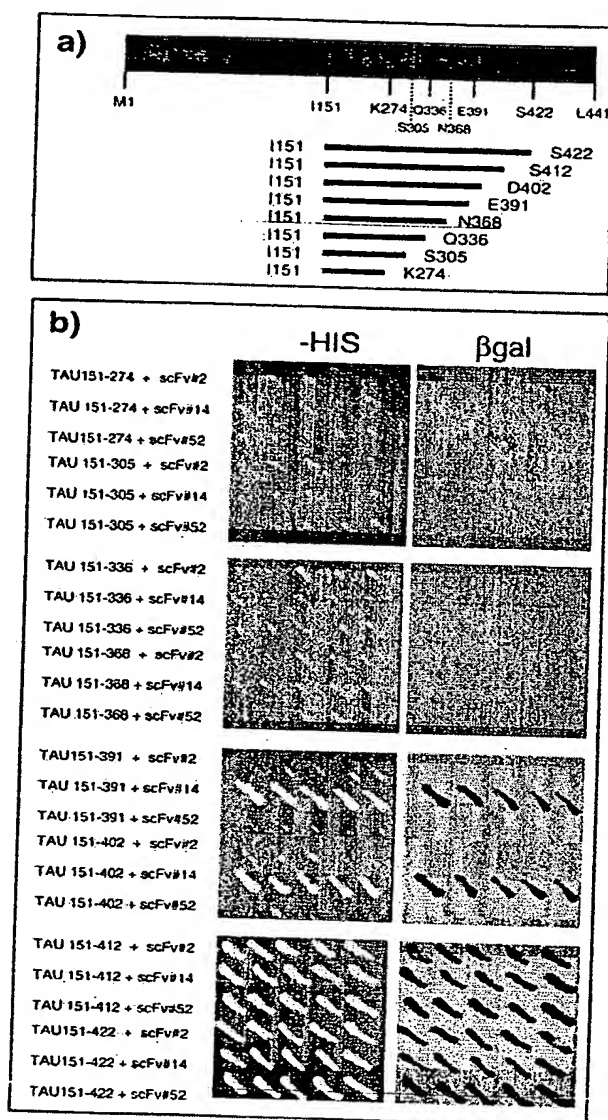 a)
M1 I151 K274 Q336 E391 S422 L441
S305 N368
I151 S422
I151 S412
I151 D402
I151 E391
I151 N368
I151 Q336
I151 S305
I151 K274
b)
-HIS βgal
TAU151-274 + scFv#2
TAU 151-274 + scFv#14
TAU151-274 + scFv#52
TAU 151-305 + scFv#2
TAU 151-305 + scFv#14
TAU 151-305 + scFv#52
TAU 151-336 + scFv#2
TAU 151-336 + scFv#14
TAU 151-336 + scFv#52
TAU 151-368 + scFv#2
TAU 151-368 + scFv#14
TAU 151-368 + scFv#52
TAU151-391 + scFv#2
TAU 151-391 + scFv#14
TAU 151-391 + scFv#52
TAU 151-402 + scFv#2
TAU 151-402 + scFv#14
TAU 151-402 + scFv#52
TAU 151-412 + scFv#2
TAU 151-412 + scFv#14
TAU 151-412 + scFv#52
TAU151-422 + scFv#2
TAU151-422 + scFv#14
TAU151-422 + scFv#52